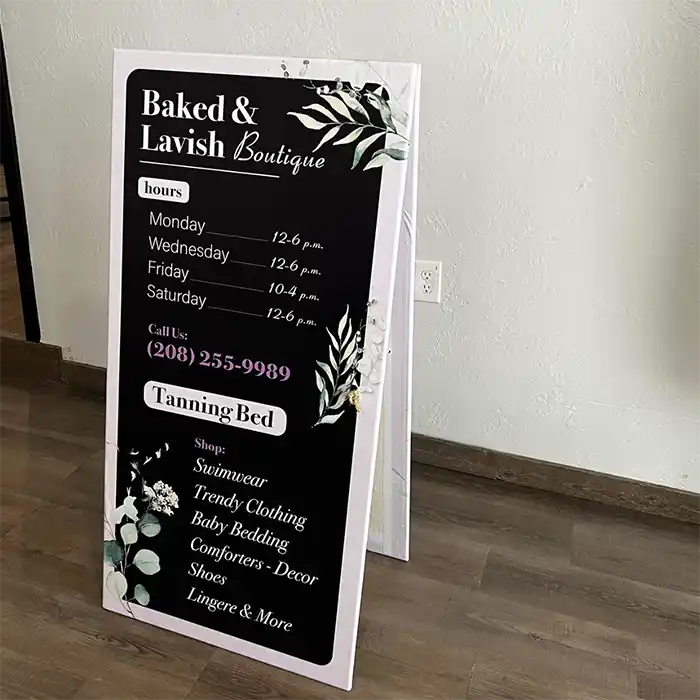 Baked &
Lavish Boutique
hours
Monday 12-6 p.m.
Wednesday 12-6 p.m.
Friday 10-4 p.m.
Saturday 12-6 p.m.
Call Us:
(208) 255-9989
Tanning Bed
Shop:
Swimwear
Trendy Clothing
Baby Bedding
Comforters - Decor
Shoes
Lingere & More